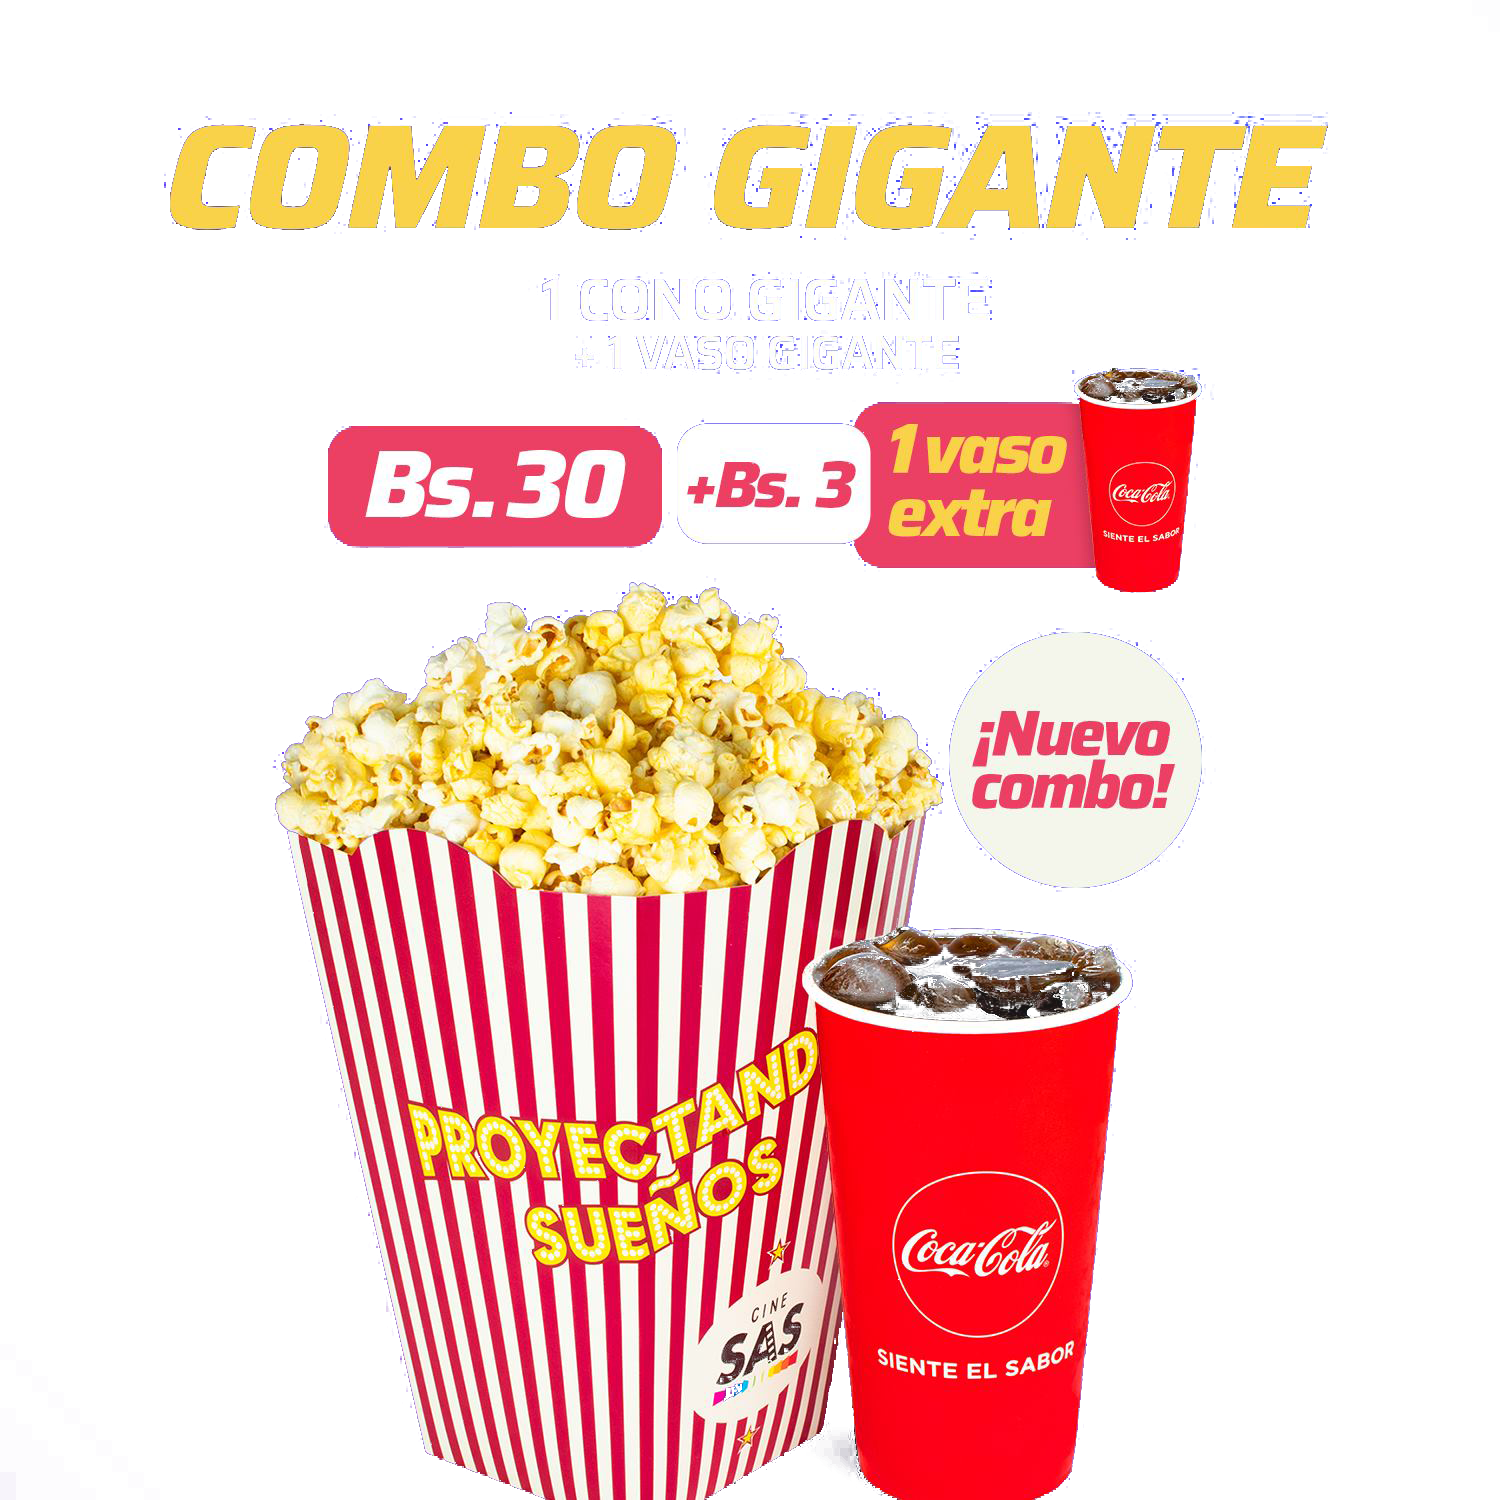 COMBO GIGANTE
1 CONO GIGANTE
+ 1 VASO GIGANTE
Bs. 30
+Bs. 3
1 vaso
extra
Coca-Cola
SIENTE EL SABOR
¡Nuevo
combo!
PROYECTAND
SUEÑOS
CINE
SAS
Coca-Cola
SIENTE EL SABOR